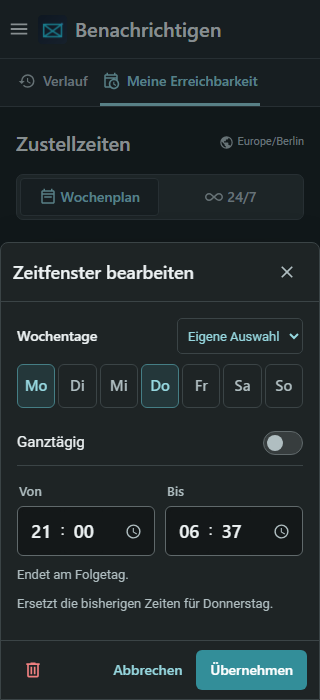 Benachrichtigen
Verlauf Meine Erreichbarkeit
Zustellzeiten Europe/Berlin
Wochenplan 24/7
Zeitfenster bearbeiten
Wochentage Eigene Auswahl
Mo Di Mi Do Fr Sa So
Ganztägig
Von Bis
21 : 00 06 : 37
Endet am Folgetag.
Ersetzt die bisherigen Zeiten für Donnerstag.
Abbrechen Übernehmen